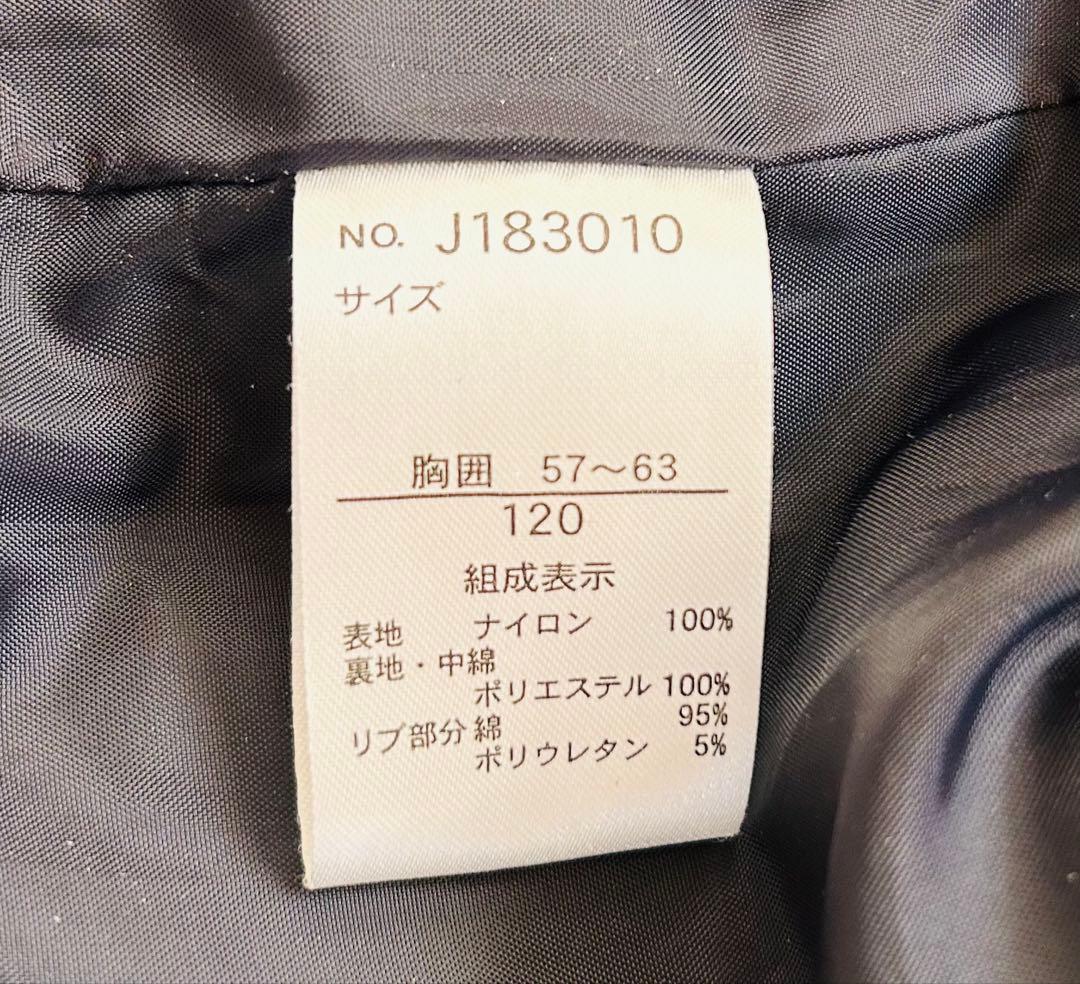 NO. J183010
サイズ
胸囲 57〜63
120
組成表示
表地 ナイロン 100%
裏地・中綿
ポリエステル 100%
リブ部分 綿 95%
ポリウレタン 5%